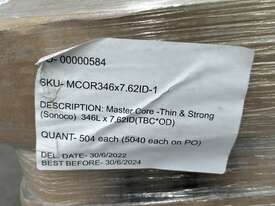 - 00000584
SKU- MCOR346x7.62ID-1
DESCRIPTION: Master Core -Thin & Strong
(Sonoco) 346L x 7.62ID(TBC*OD)
QUANT- 504 each (5040 each on PO)
DEL. DATE- 30/6/2022
BEST BEFORE- 30/6/2024